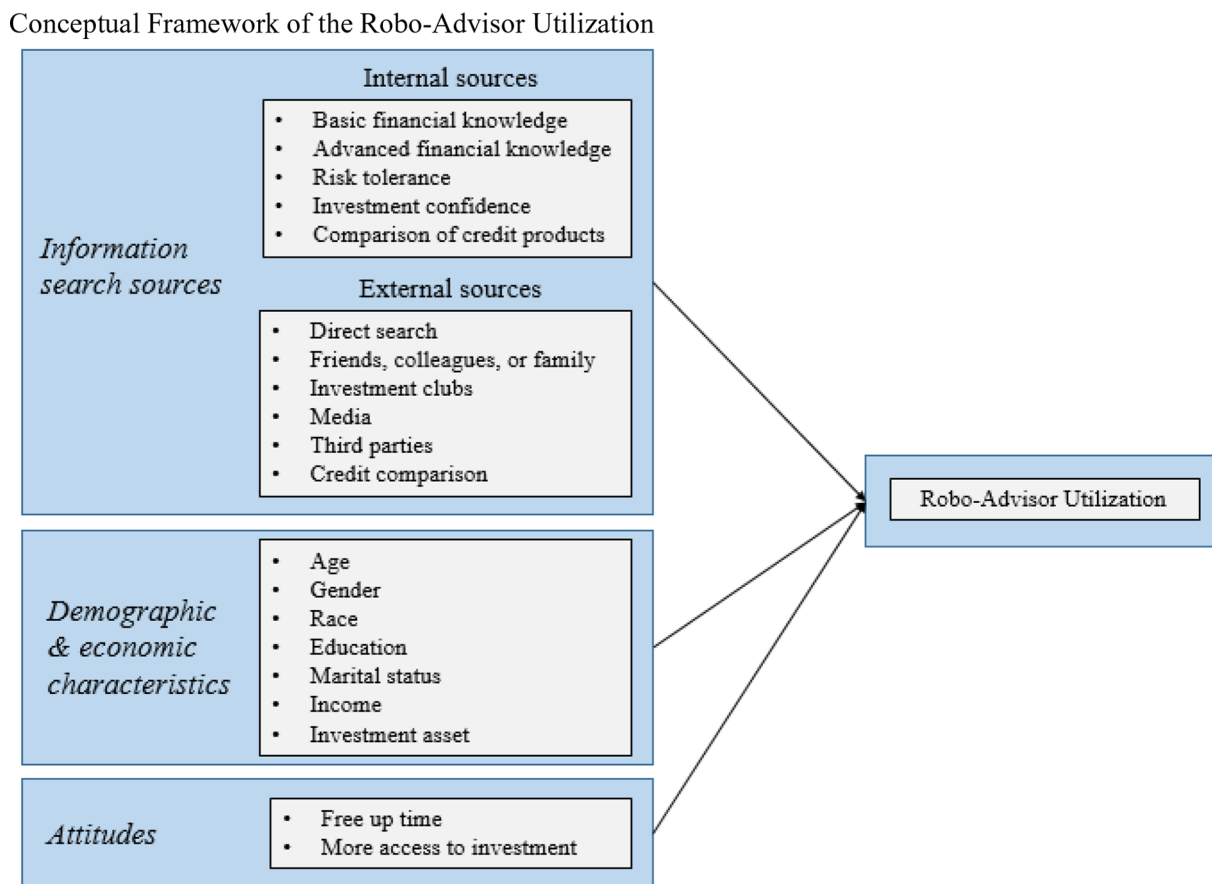 Conceptual Framework of the Robo-Advisor Utilization
Information
search sources
Internal sources
• Basic financial knowledge
• Advanced financial knowledge
• Risk tolerance
• Investment confidence
• Comparison of credit products
External sources
• Direct search
• Friends, colleagues, or family
• Investment clubs
• Media
• Third parties
• Credit comparison
Demographic
& economic
characteristics
• Age
• Gender
• Race
• Education
• Marital status
• Income
• Investment asset
Attitudes
• Free up time
• More access to investment
Robo-Advisor Utilization